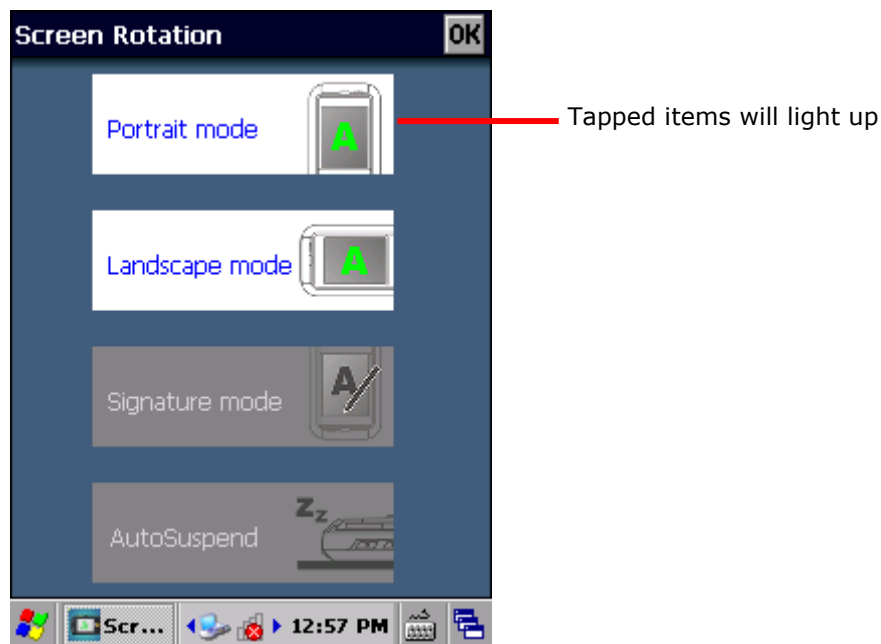 Screen Rotation OK
Portrait mode A
Tapped items will light up
Landscape mode A
Signature mode A
AutoSuspend Zz
Scr... 12:57 PM